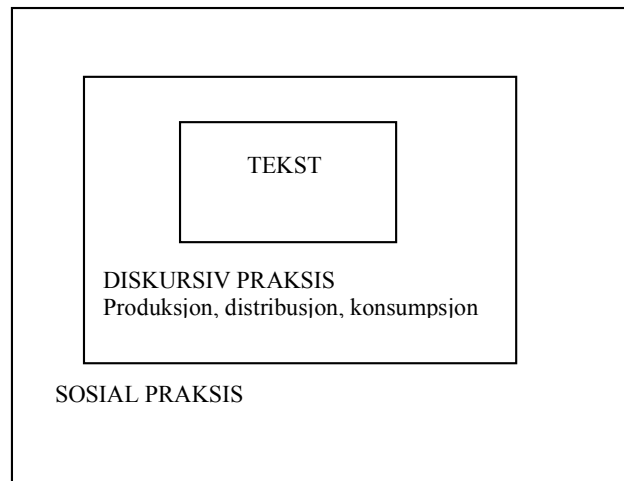 TEKST
DISKURSIV PRAKSIS
Produksjon, distribusjon, konsumpsjon
SOSIAL PRAKSIS